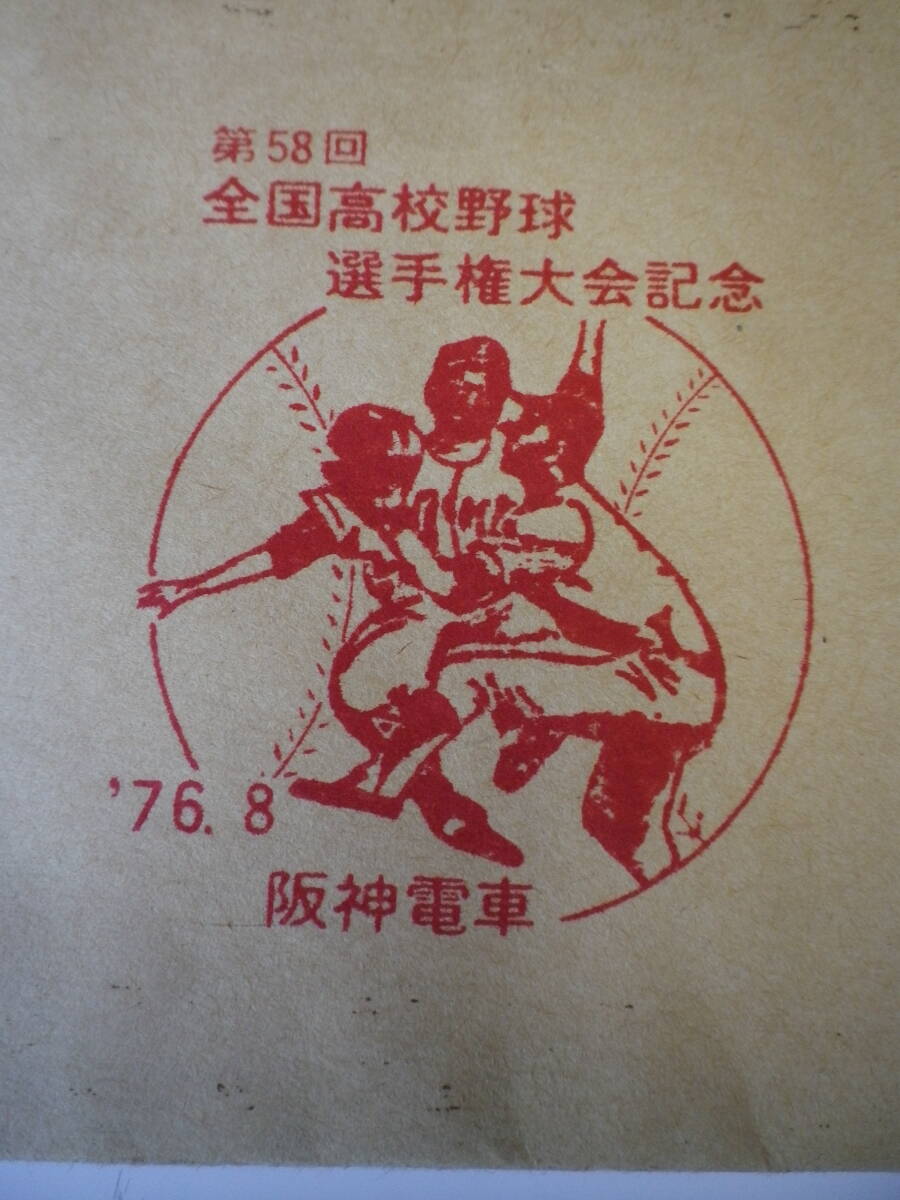 第58回
全国高校野球
選手権大会記念
'76.8
阪神電車